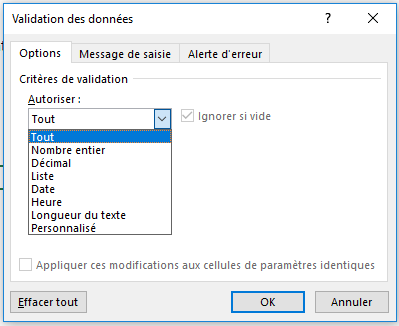 Validation des données
? ×
Options Message de saisie Alerte d'erreur
Critères de validation
Autoriser :
Tout Ignorer si vide
Tout
Nombre entier
Décimal
Liste
Date
Heure
Longueur du texte
Personnalisé
Appliquer ces modifications aux cellules de paramètres identiques
Effacer tout OK Annuler